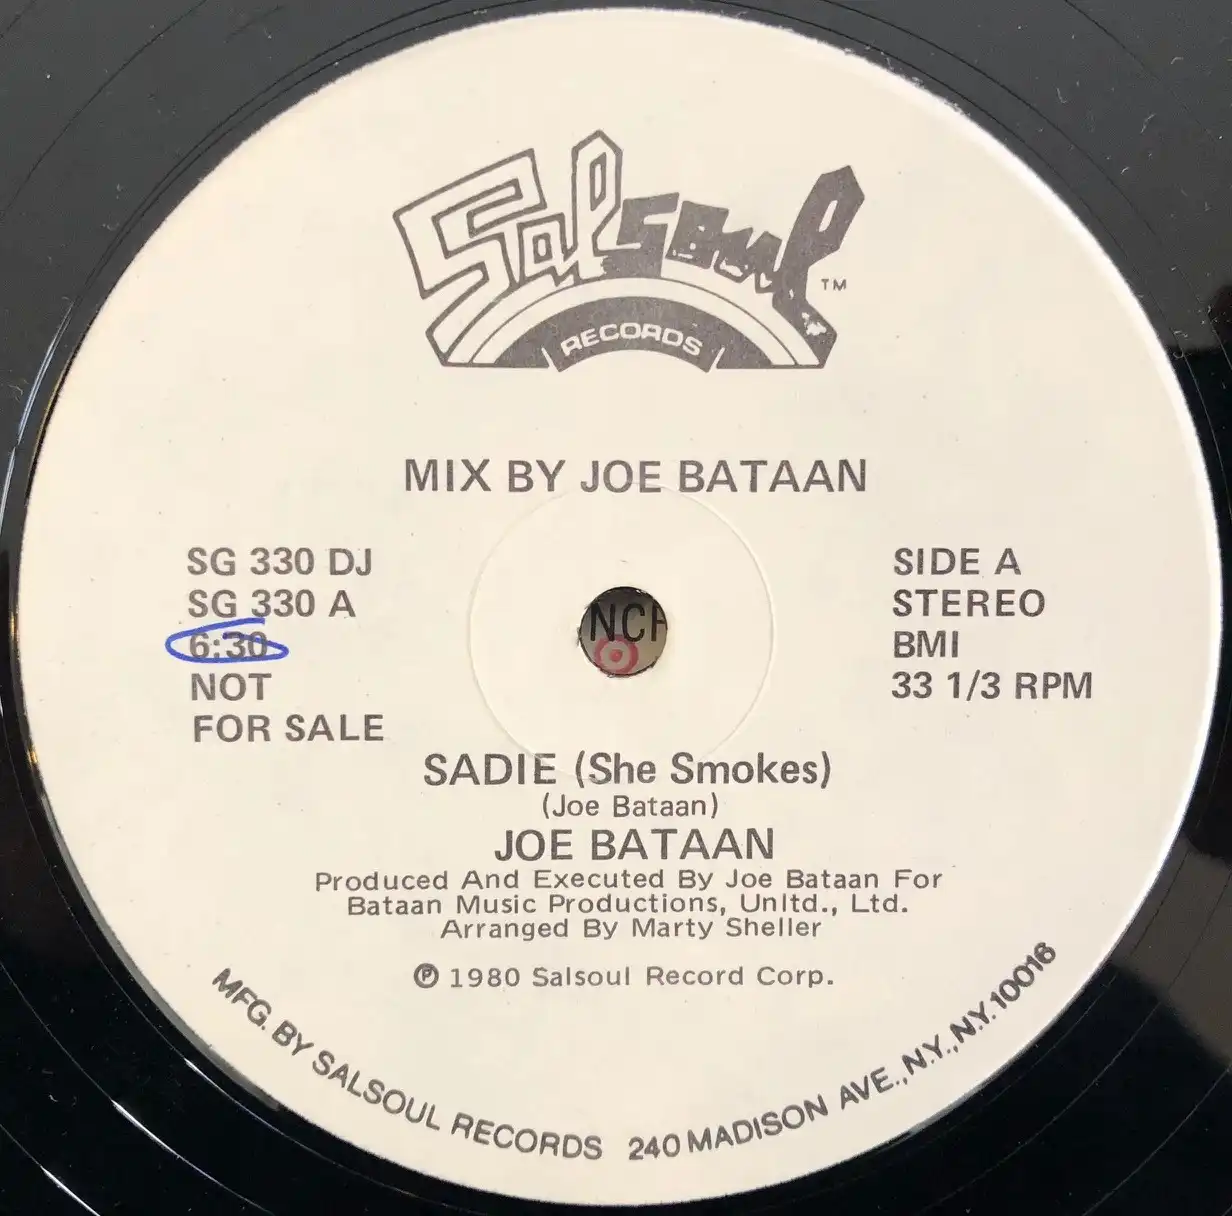 Salsoul TM
RECORDS
MIX BY JOE BATAAN
SG 330 DJ
SG 330 A
6:30
NOT
FOR SALE
SIDE A
STEREO
BMI
33 1/3 RPM
NCH
SADIE (She Smokes)
(Joe Bataan)
JOE BATAAN
Produced And Executed By Joe Bataan For
Bataan Music Productions, Unltd., Ltd.
Arranged By Marty Sheller
℗ 1980 Salsoul Record Corp.
MFG. BY SALSOUL RECORDS 240 MADISON AVE., N.Y., N.Y. 10016